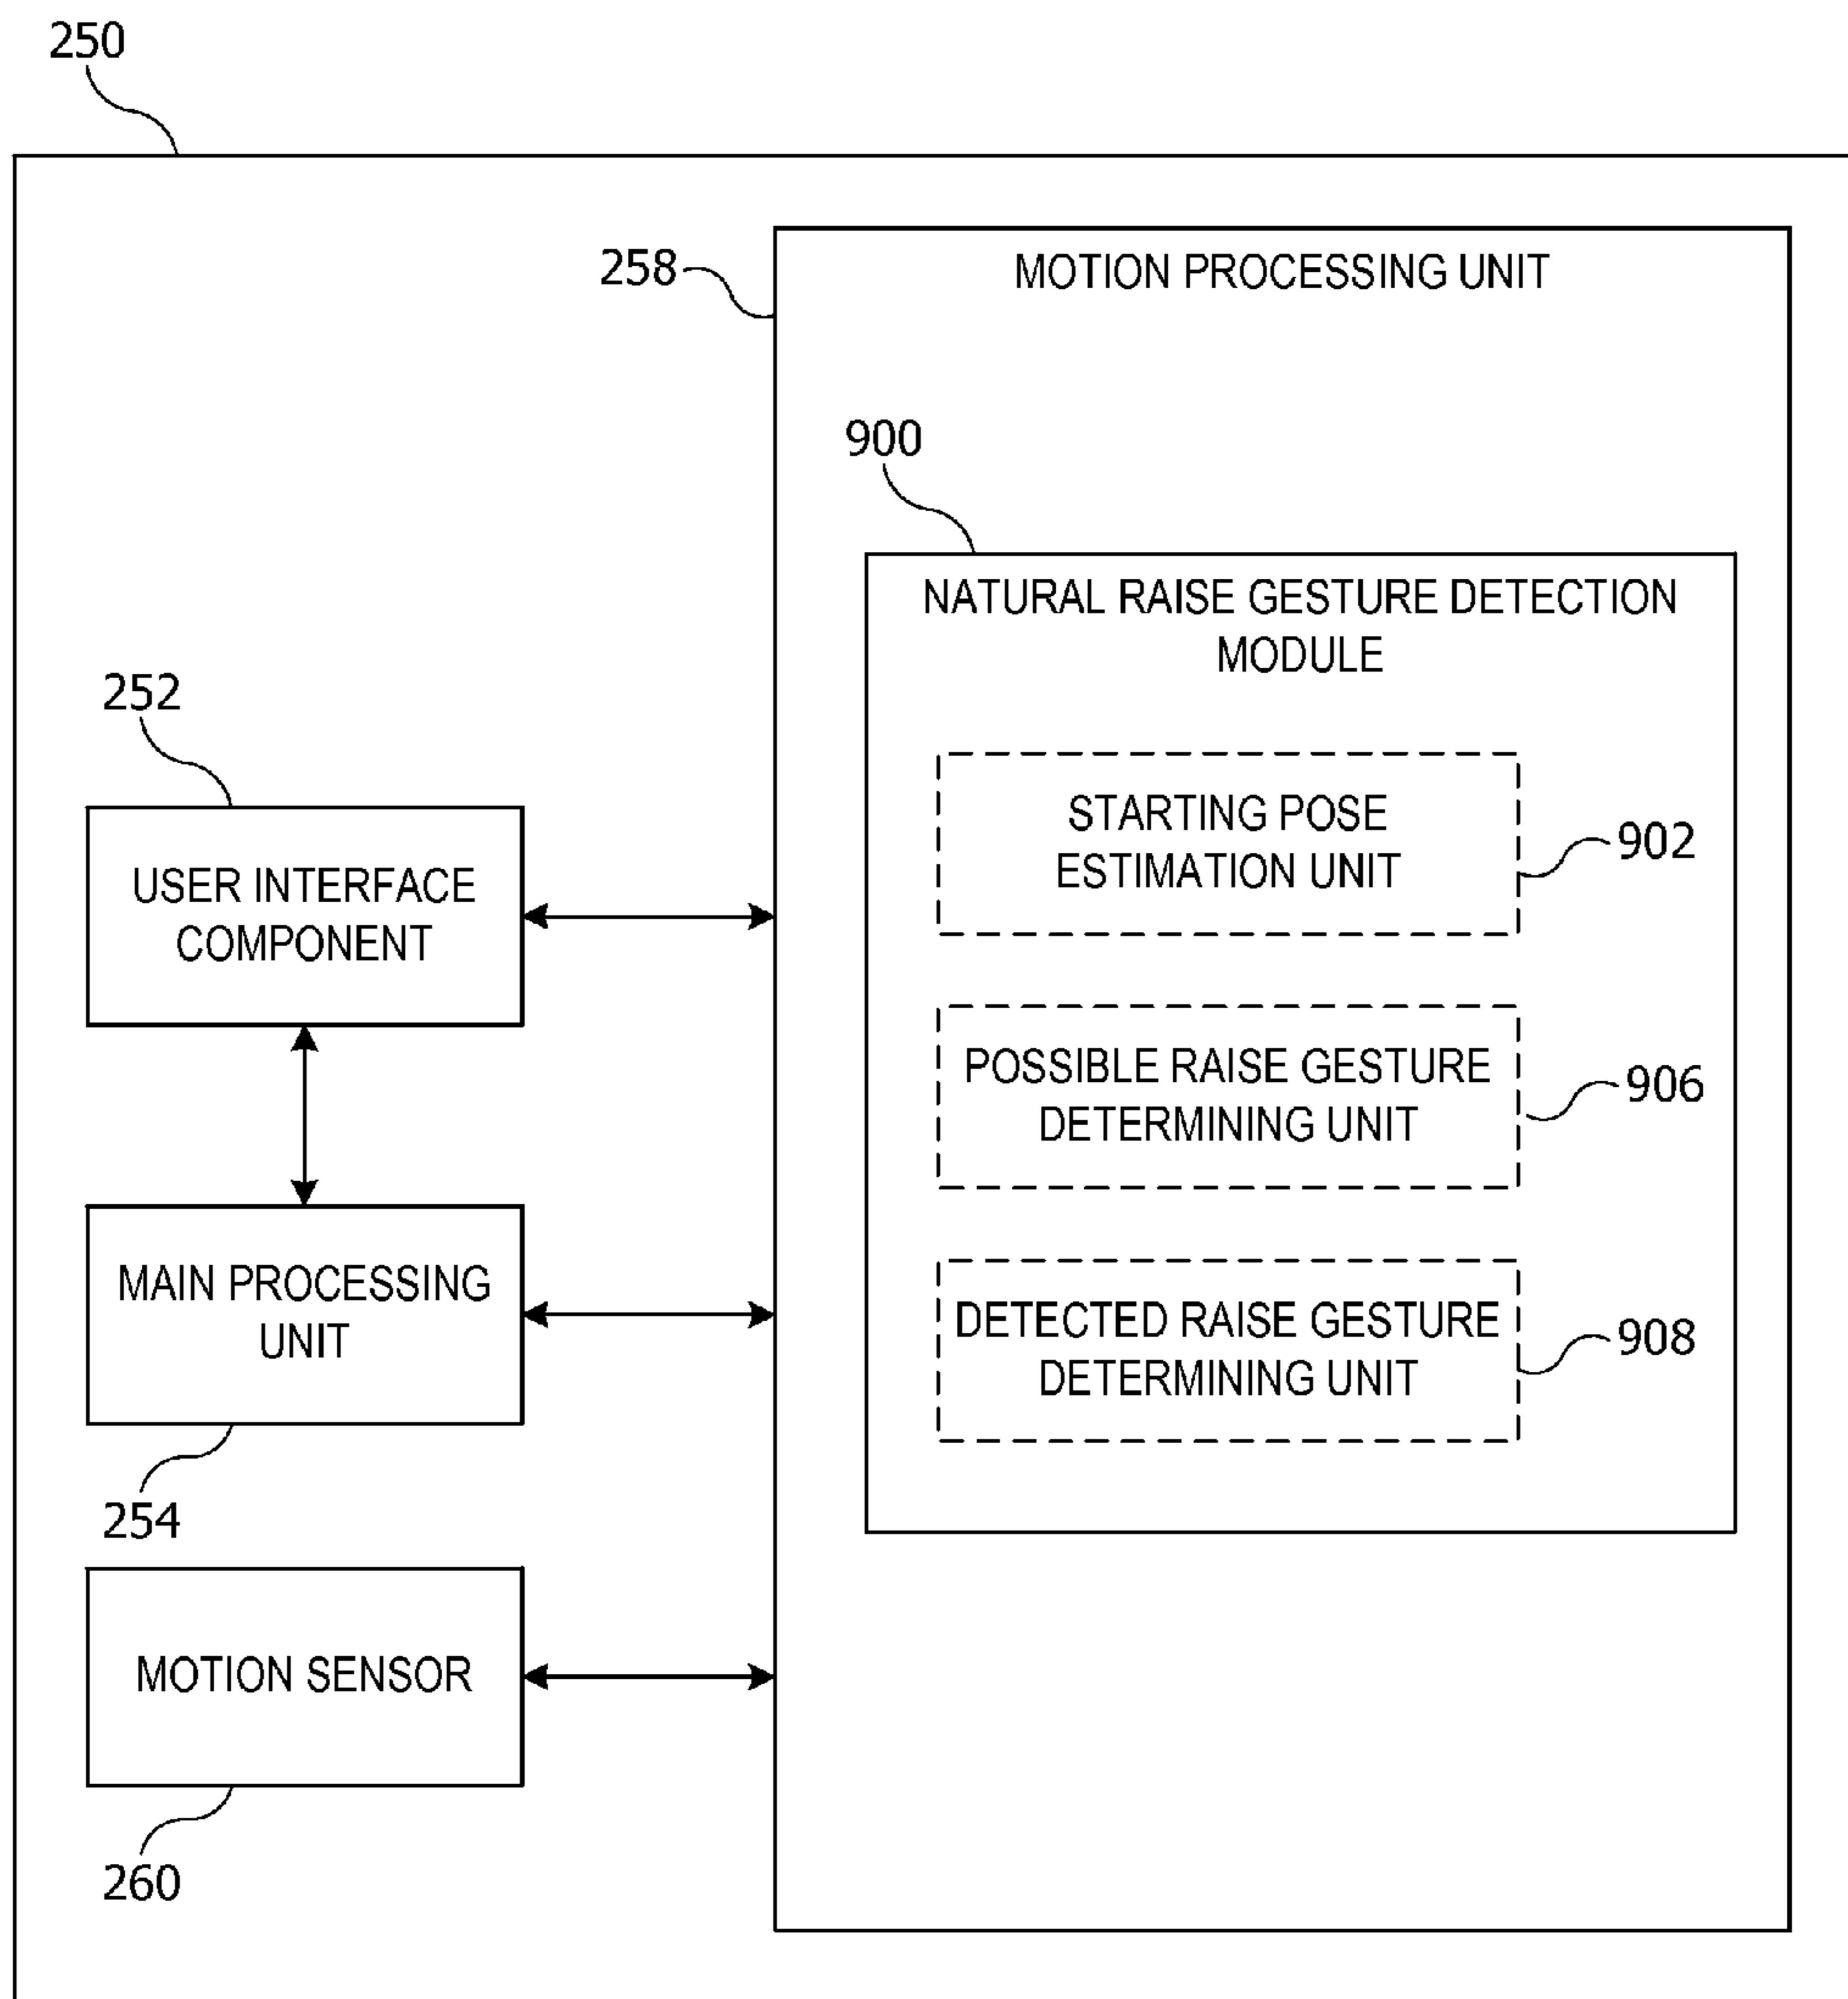 250
258
MOTION PROCESSING UNIT
900
NATURAL RAISE GESTURE DETECTION
MODULE
252
STARTING POSE
ESTIMATION UNIT
902
USER INTERFACE
COMPONENT
POSSIBLE RAISE GESTURE
DETERMINING UNIT
906
MAIN PROCESSING
UNIT
DETECTED RAISE GESTURE
DETERMINING UNIT
908
254
MOTION SENSOR
260